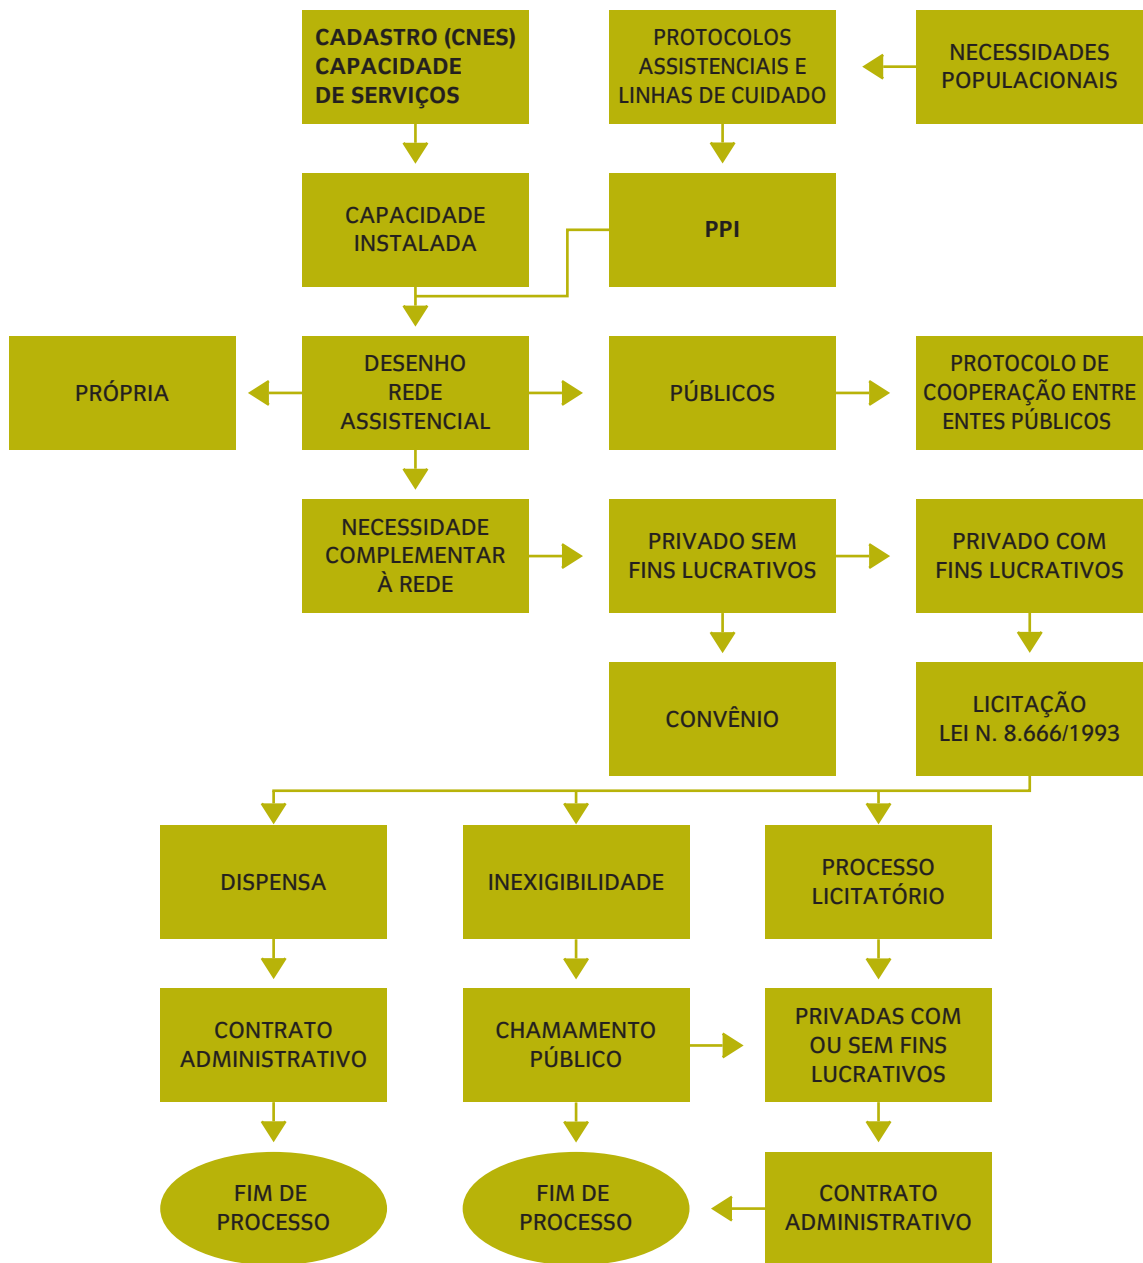 CADASTRO (CNES)
CAPACIDADE
DE SERVIÇOS
PROTOCOLOS
ASSISTENCIAIS E
LINHAS DE CUIDADO
NECESSIDADES
POPULACIONAIS
CAPACIDADE
INSTALADA
PPI
PRÓPRIA
DESENHO
REDE
ASSISTENCIAL
PÚBLICOS
PROTOCOLO DE
COOPERAÇÃO ENTRE
ENTES PÚBLICOS
NECESSIDADE
COMPLEMENTAR
À REDE
PRIVADO SEM
FINS LUCRATIVOS
PRIVADO COM
FINS LUCRATIVOS
CONVÊNIO
LICITAÇÃO
LEI N. 8.666/1993
DISPENSA
INEXIGIBILIDADE
PROCESSO
LICITATÓRIO
CONTRATO
ADMINISTRATIVO
CHAMAMENTO
PÚBLICO
PRIVADAS COM
OU SEM FINS
LUCRATIVOS
FIM DE
PROCESSO
FIM DE
PROCESSO
CONTRATO
ADMINISTRATIVO